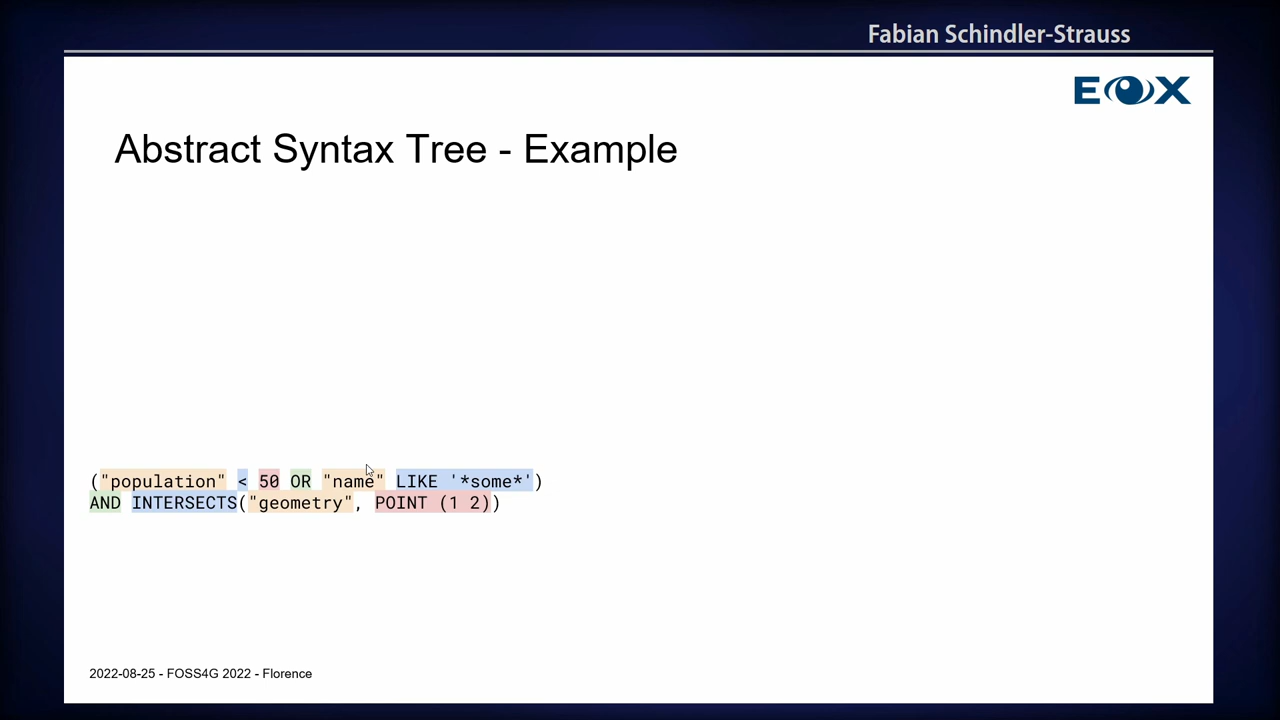 Fabian Schindler-Strauss
EOX
Abstract Syntax Tree - Example
("population" < 50 OR "name" LIKE '*some*')
AND INTERSECTS("geometry", POINT (1 2))
2022-08-25 - FOSS4G 2022 - Florence